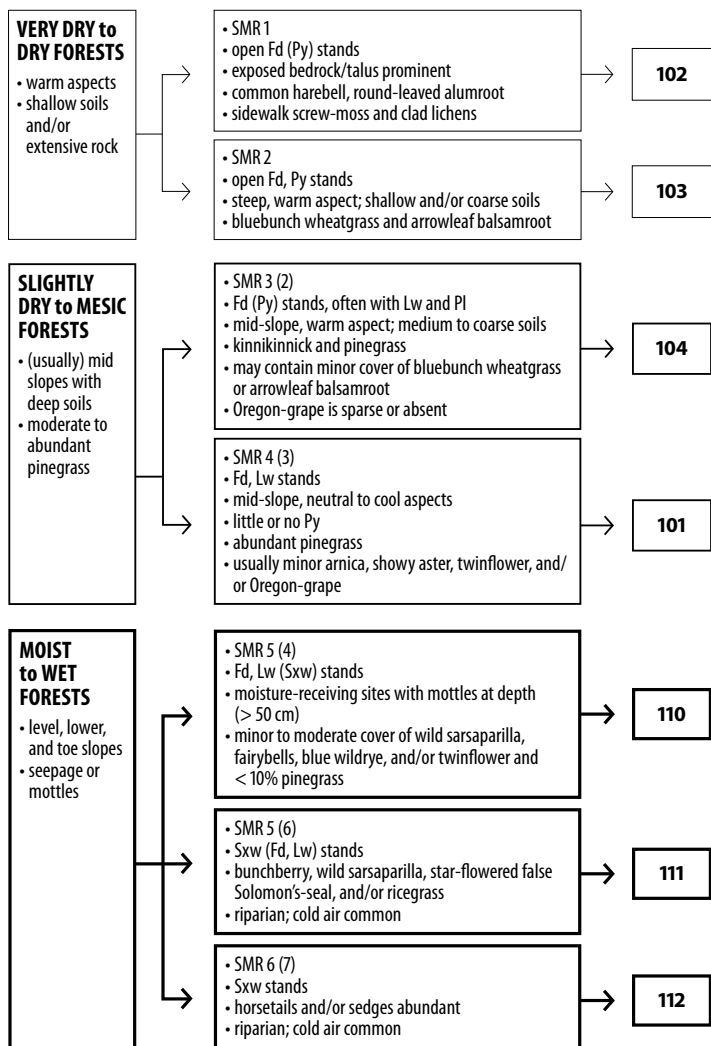 VERY DRY to
DRY FORESTS
• warm aspects
• shallow soils
and/or
extensive rock
• SMR 1
• open Fd (Py) stands
• exposed bedrock/talus prominent
• common harebell, round-leaved alumroot
• sidewalk screw-moss and clad lichens
102
• SMR 2
• open Fd, Py stands
• steep, warm aspect; shallow and/or coarse soils
• bluebunch wheatgrass and arrowleaf balsamroot
103
SLIGHTLY
DRY to MESIC
FORESTS
• (usually) mid
slopes with
deep soils
• moderate to
abundant
pinegrass
• SMR 3 (2)
• Fd (Py) stands, often with Lw and Pl
• mid-slope, warm aspect; medium to coarse soils
• kinnikinnick and pinegrass
• may contain minor cover of bluebunch wheatgrass
or arrowleaf balsamroot
• Oregon-grape is sparse or absent
104
• SMR 4 (3)
• Fd, Lw stands
• mid-slope, neutral to cool aspects
• little or no Py
• abundant pinegrass
• usually minor arnica, showy aster, twinflower, and/
or Oregon-grape
101
MOIST
to WET
FORESTS
• level, lower,
and toe slopes
• seepage or
mottles
• SMR 5 (4)
• Fd, Lw (Sxw) stands
• moisture-receiving sites with mottles at depth
(> 50 cm)
• minor to moderate cover of wild sarsaparilla,
fairybells, blue wildrye, and/or twinflower and
< 10% pinegrass
110
• SMR 5 (6)
• Sxw (Fd, Lw) stands
• bunchberry, wild sarsaparilla, star-flowered false
Solomon's-seal, and/or ricegrass
• riparian; cold air common
111
• SMR 6 (7)
• Sxw stands
• horsetails and/or sedges abundant
• riparian; cold air common
112